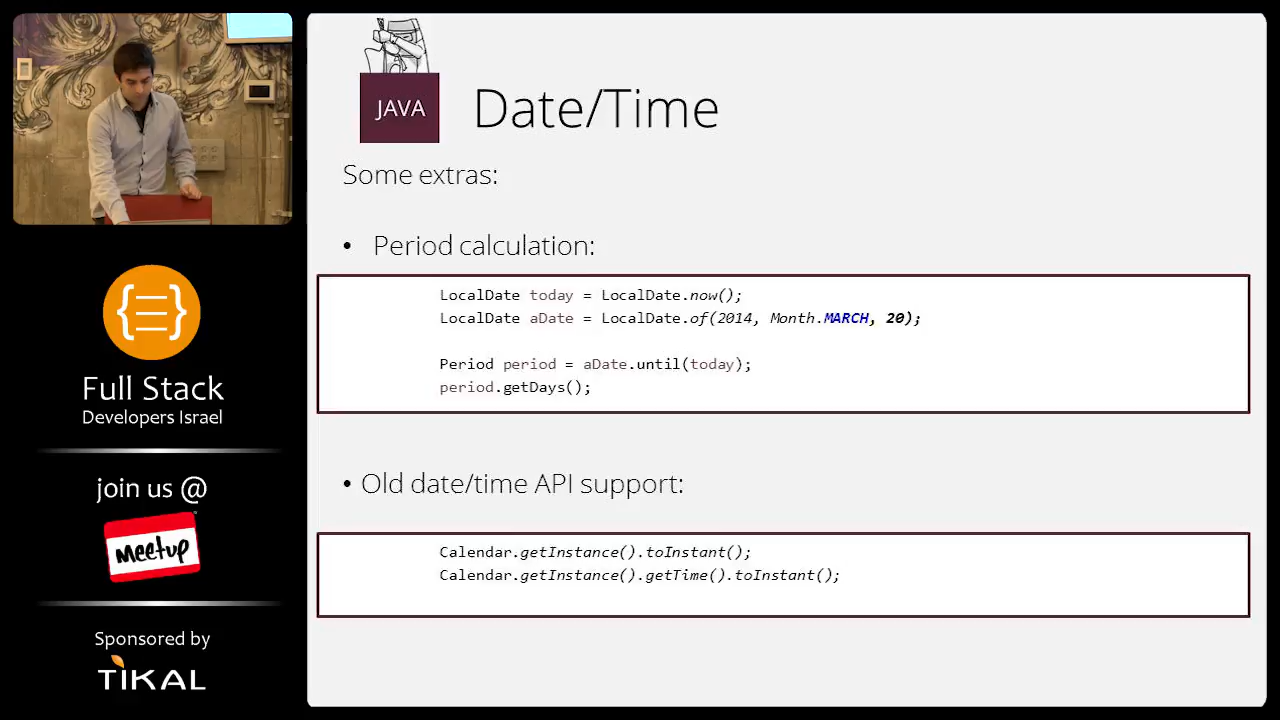 JAVA
Date/Time
Some extras:
• Period calculation:
LocalDate today = LocalDate.now();
LocalDate aDate = LocalDate.of(2014, Month.MARCH, 20);
Period period = aDate.until(today);
period.getDays();
• Old date/time API support:
Calendar.getInstance().toInstant();
Calendar.getInstance().getTime().toInstant();
Full Stack
Developers Israel
join us @
meetup
Sponsored by
TIKAL